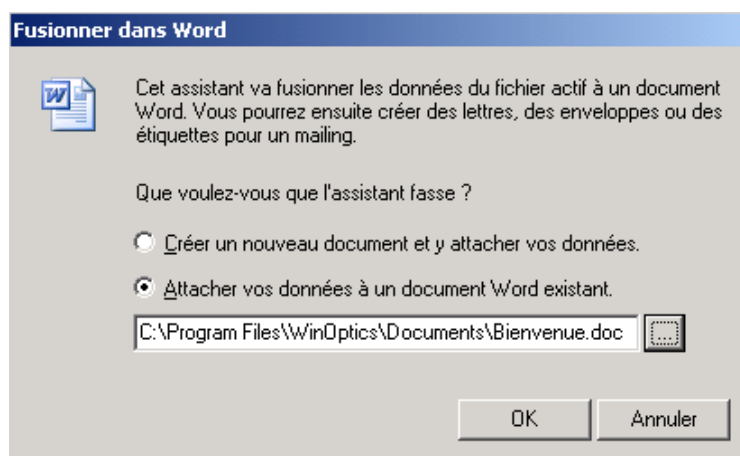 Fusionner dans Word
Cet assistant va fusionner les données du fichier actif à un document
Word. Vous pourrez ensuite créer des lettres, des enveloppes ou des
étiquettes pour un mailing.
Que voulez-vous que l'assistant fasse ?
Créer un nouveau document et y attacher vos données.
Attacher vos données à un document Word existant.
C:\Program Files\WinOptics\Documents\Bienvenue.doc ...
OK Annuler